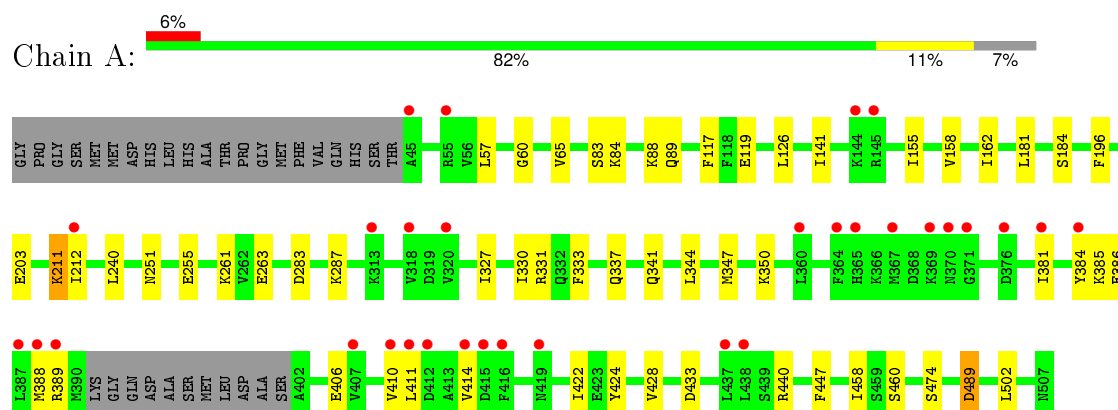 6%
Chain A:
82% 11% 7%
GLY PRO GLY SER MET MET ASP HIS LEU HIS ALA THR PRO GLY MET PHE VAL GLN HIS SER THR A45 R55 V56 L57 G60 V65 S83 K84 K88 Q89 F117 F118 E119 L126 I141 K144 R145 I155 V158 I162 L181 S184 F196
E203 K211 I212 L240 N251 E255 K261 V262 E263 D283 K287 K313 V318 D319 V320 I327 I330 R331 Q332 F333 Q337 Q341 L344 M347 K350 L360 F364 H365 K366 M367 D368 K369 N370 G371 D376 I381 Y384 K385
L387 M388 R389 M390 LYS GLY GLN ASP ALA SER MET LEU ASP ALA SER A402 E406 V407 V410 L411 D412 A413 V414 D415 F416 N419 I422 E423 Y424 V428 D433 L437 L438 S439 R440 F447 I458 S459 S460 S474 D489 L502 N507